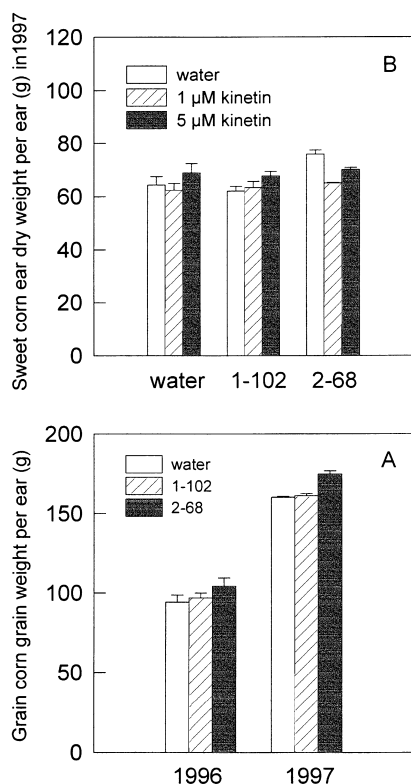 Sweet corn ear dry weight per ear (g) in1997
120
100
80
60
40
20
0
B
water
1 µM kinetin
5 µM kinetin
water 1-102 2-68
Grain corn grain weight per ear (g)
200
150
100
50
0
A
water
1-102
2-68
1996 1997